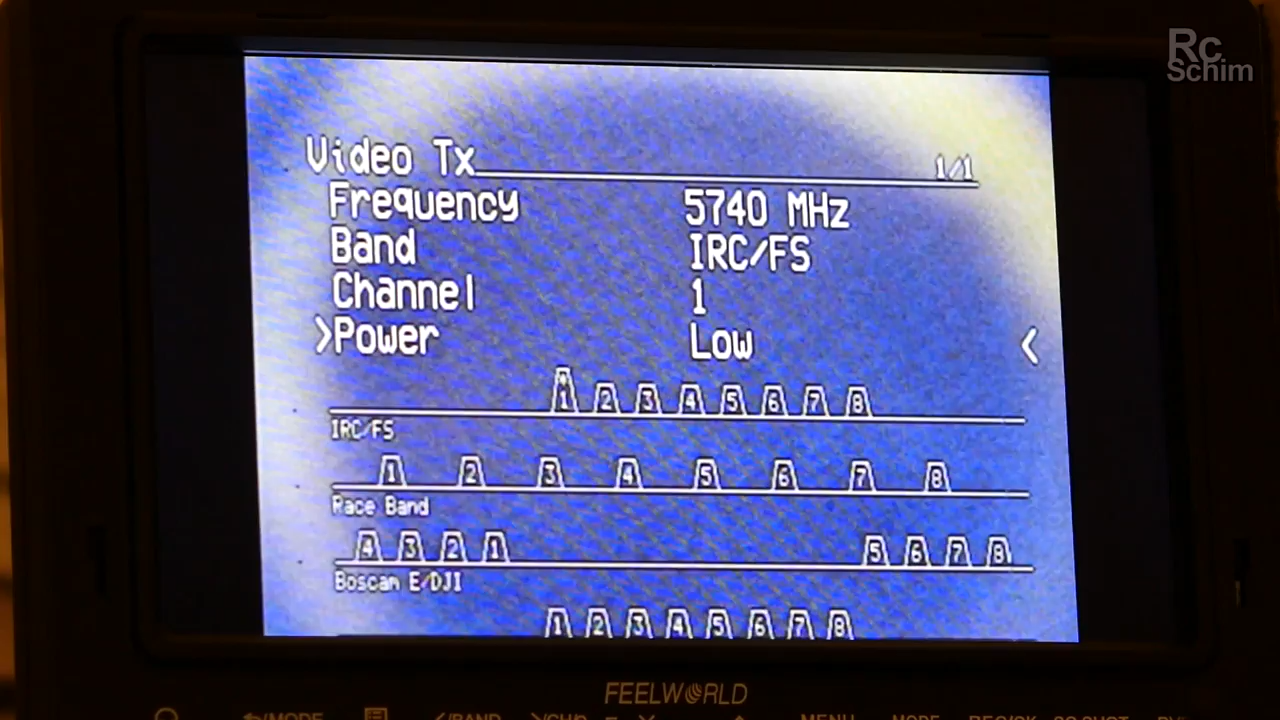 Rc
Schim
Video Tx 1/1
Frequency 5740 MHz
Band IRC/FS
Channel 1
>Power Low <
1 2 3 4 5 6 7 8
IRC/FS
1 2 3 4 5 6 7 8
Race Band
4 3 2 1 5 6 7 8
Boscam E/DJI
1 2 3 4 5 6 7 8
FEELWORLD
MENU